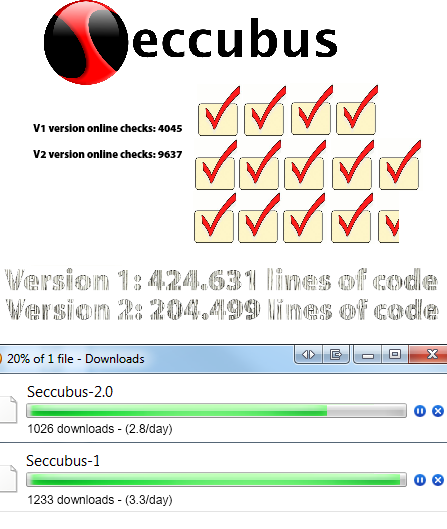 Seccubus
V1 version online checks: 4045
V2 version online checks: 9637
Version 1: 424.631 lines of code
Version 2: 204.499 lines of code
20% of 1 file - Downloads
Seccubus-2.0
1026 downloads - (2.8/day)
Seccubus-1
1233 downloads - (3.3/day)